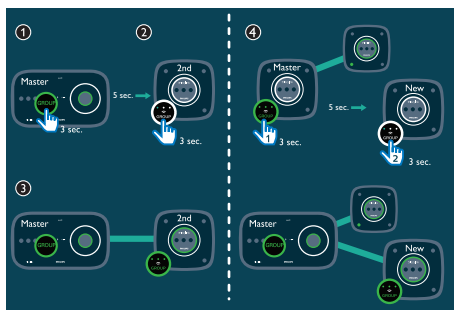 1
Master
GROUP
3 sec.
5 sec.
2
2nd
GROUP
3 sec.
3
Master
GROUP
2nd
GROUP
4
Master
GROUP
1
3 sec.
5 sec.
New
GROUP
2
3 sec.
Master
GROUP
New
GROUP